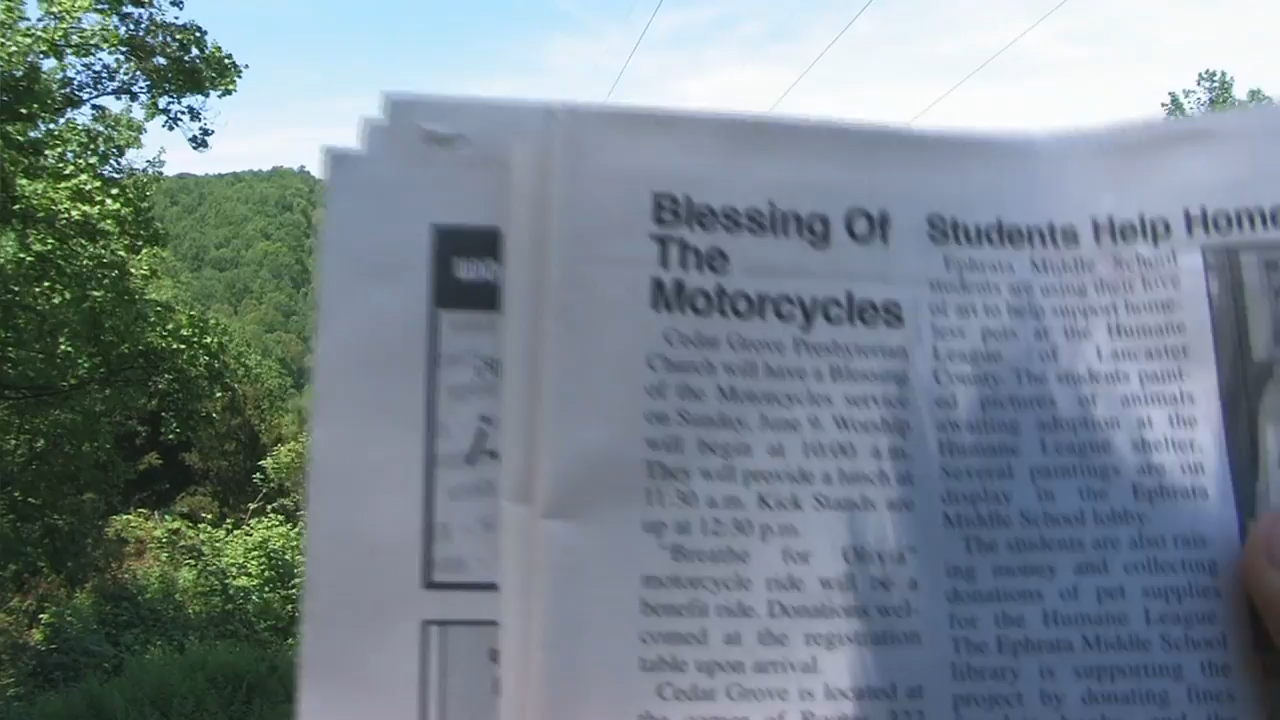 Blessing Of
The
Motorcycles
Cedar Grove Presbyterian
Church will have a Blessing
of the Motorcycles service
on Sunday, June 9. Worship
will begin at 10:00 a.m.
They will provide a lunch at
11:30 a.m. Kick Stands are
up at 12:30 p.m.
"Breathe for Olivia"
motorcycle ride will be a
benefit ride. Donations wel-
comed at the registration
table upon arrival.
Cedar Grove is located at
Students Help Home
Ephrata Middle School
students are using their love
of art to help support home-
less pets at the Humane
League of Lancaster
County. The students paint-
ed pictures of animals
awaiting adoption at the
Humane League shelter.
Several paintings are on
display in the Ephrata
Middle School lobby.
The students are also rais-
ing money and collecting
donations of pet supplies
for the Humane League.
The Ephrata Middle School
library is supporting the
project by donating fines